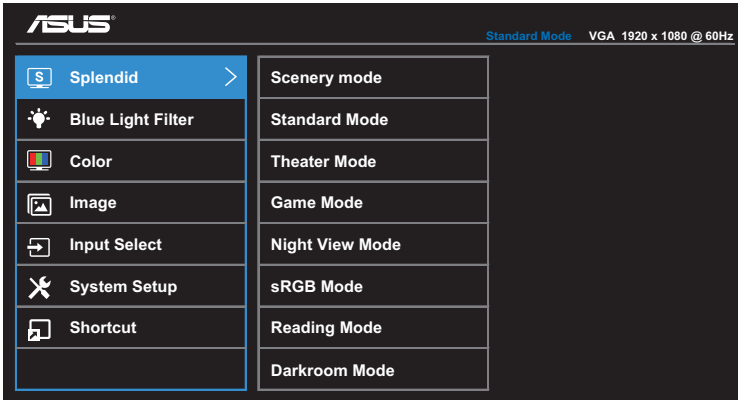 ASUS
Standard Mode VGA 1920 x 1080 @ 60Hz
S Splendid
Blue Light Filter
Color
Image
Input Select
System Setup
Shortcut
Scenery mode
Standard Mode
Theater Mode
Game Mode
Night View Mode
sRGB Mode
Reading Mode
Darkroom Mode